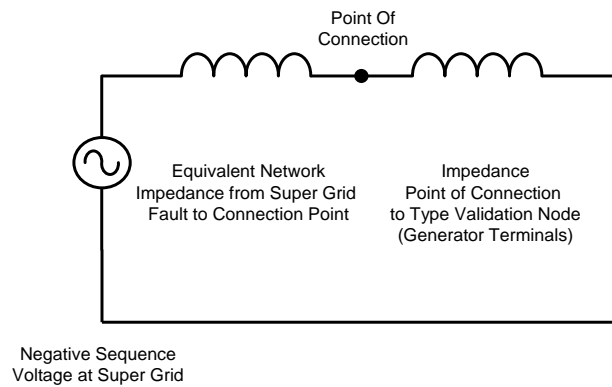 Point Of
Connection
Equivalent Network
Impedance from Super Grid
Fault to Connection Point
Impedance
Point of Connection
to Type Validation Node
(Generator Terminals)
Negative Sequence
Voltage at Super Grid